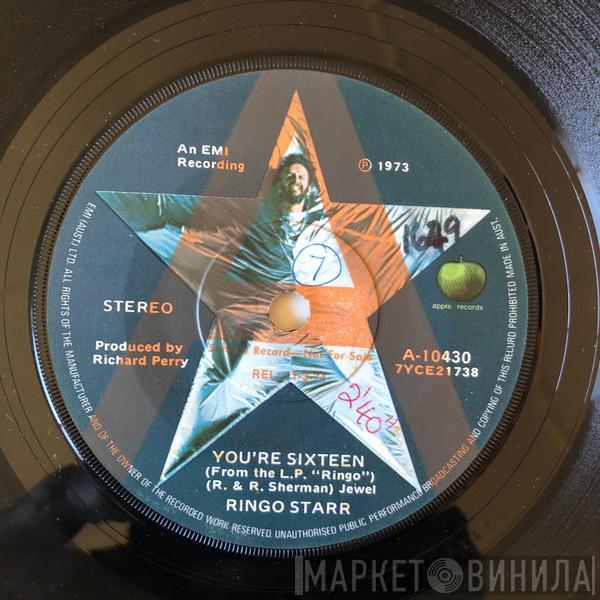 An EMI
Recording
℗ 1973
1649
7
apple records
STEREO
Produced by
Richard Perry
A-10430
7YCE21738
Record—Not For Sale
REL.
2'40"
YOU'RE SIXTEEN
(From the L.P. "Ringo")
(R. & R. Sherman) Jewel
RINGO STARR
EMI (AUST.) LTD. ALL RIGHTS OF THE MANUFACTURER AND OF THE OWNER OF THE RECORDED WORK RESERVED. UNAUTHORISED PUBLIC PERFORMANCE BROADCASTING AND COPYING OF THIS RECORD PROHIBITED MADE IN AUST.
A
МАРКЕТ ВИНИЛА